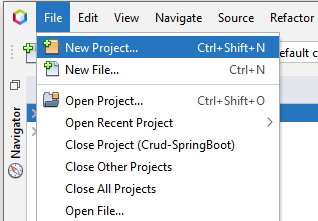 File Edit View Navigate Source Refactor
New Project... Ctrl+Shift+N
New File... Ctrl+N
Open Project... Ctrl+Shift+O
Open Recent Project
Close Project (Crud-SpringBoot)
Close Other Projects
Close All Projects
Open File...
efault c
Navigator